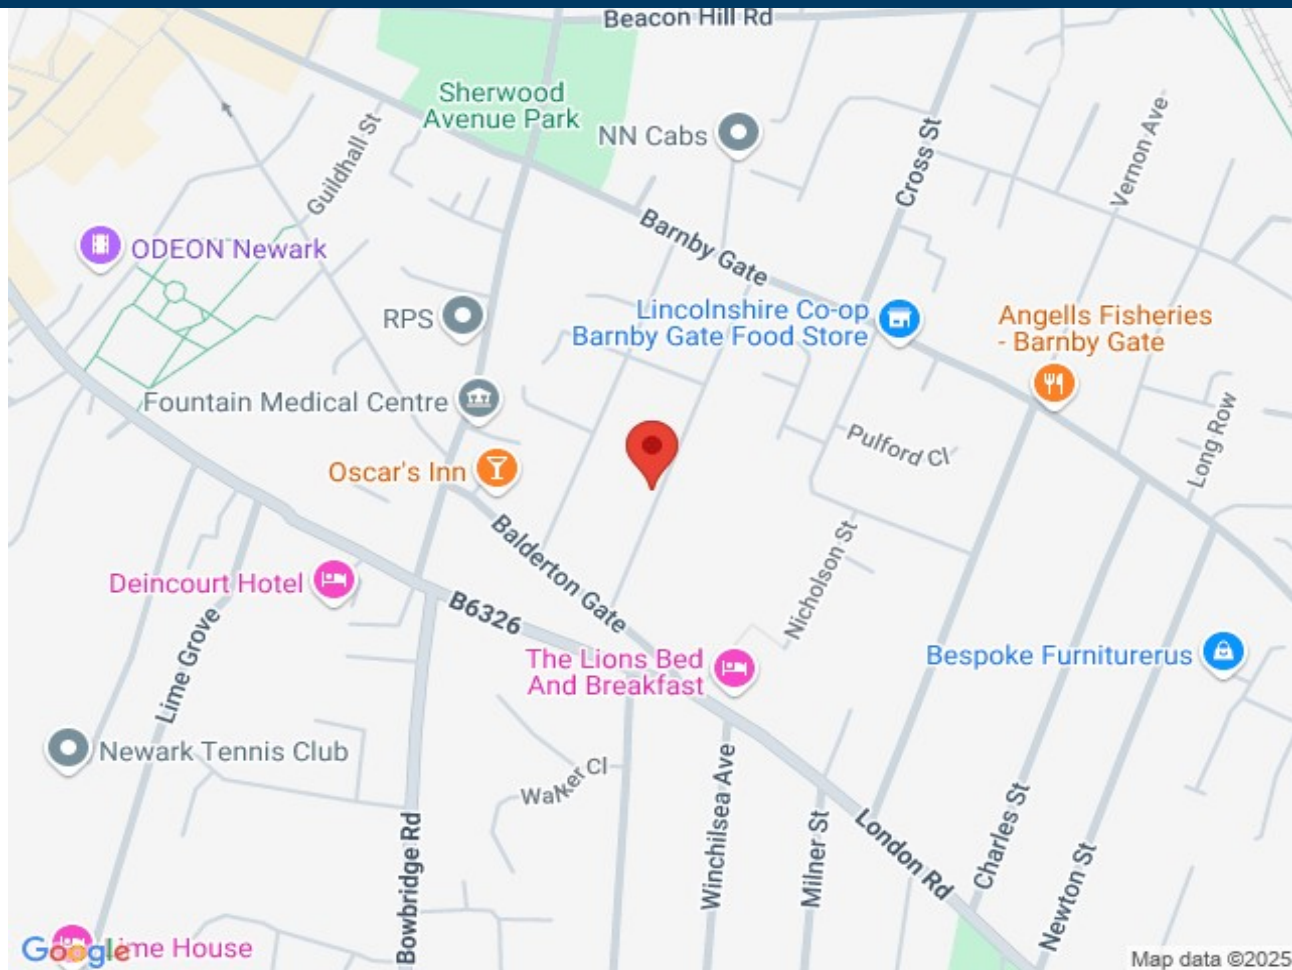 Beacon Hill Rd
Sherwood
Avenue Park
NN Cabs
Guildhall St
Cross St
Vernon Ave
ODEON Newark
Barnby Gate
RPS
Lincolnshire Co-op
Barnby Gate Food Store
Angells Fisheries
- Barnby Gate
Fountain Medical Centre
Pulford Cl
Long Row
Oscar's Inn
Balderton Gate
Nicholson St
Deincourt Hotel
B6326
Lime Grove
The Lions Bed
And Breakfast
Bespoke Furniturerus
Newark Tennis Club
Walker Cl
Winchilsea Ave
Milner St
London Rd
Charles St
Newton St
Bowbridge Rd
Google
Lime House
Map data ©2025